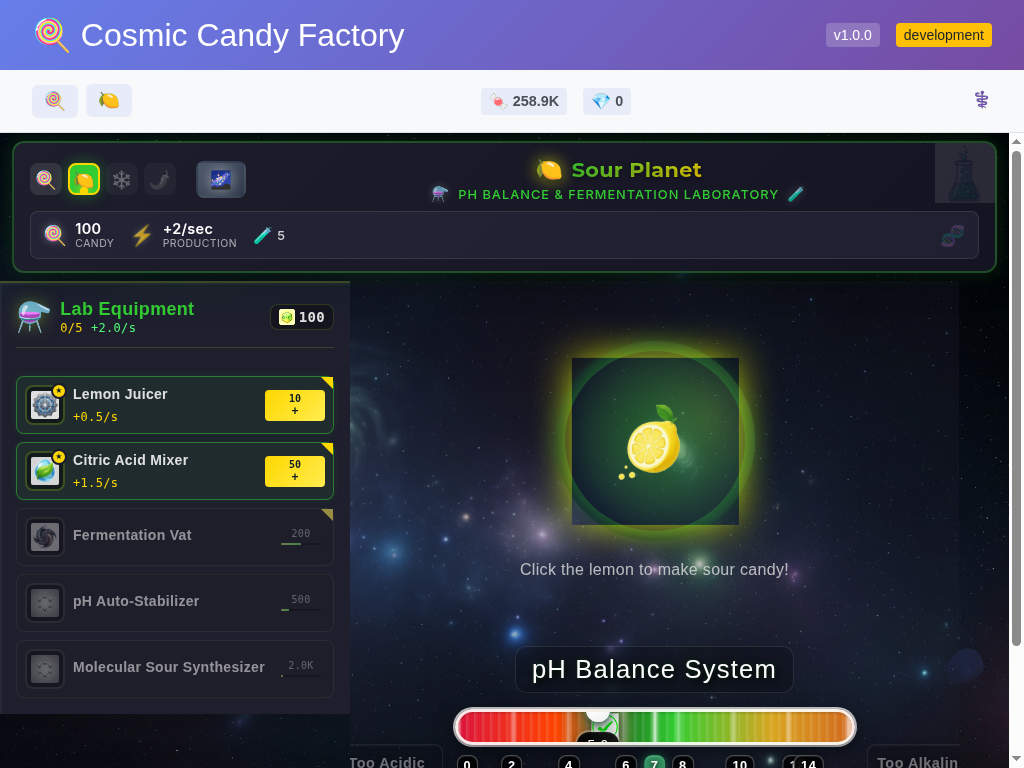 Cosmic Candy Factory
v1.0.0
development
258.9K
0
Sour Planet
PH BALANCE & FERMENTATION LABORATORY
100
CANDY
+2/sec
PRODUCTION
5
Lab Equipment
0/5 +2.0/s
100
Lemon Juicer
+0.5/s
10
+
Citric Acid Mixer
+1.5/s
50
+
Fermentation Vat
200
pH Auto-Stabilizer
500
Molecular Sour Synthesizer
2.0K
Click the lemon to make sour candy!
pH Balance System
Too Acidic
0 2 4 6 7 8 10 14
Too Alkalin